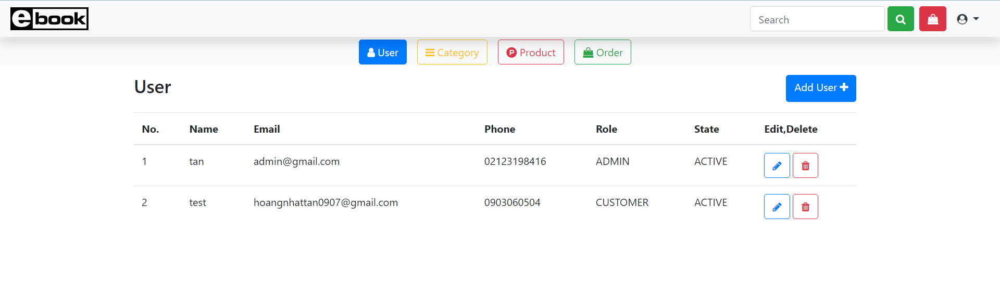 ebook Search
User Category Product Order
User Add User
No. Name Email Phone Role State Edit,Delete
1 tan admin@gmail.com 02123198416 ADMIN ACTIVE
2 test hoangnhattan0907@gmail.com 0903060504 CUSTOMER ACTIVE